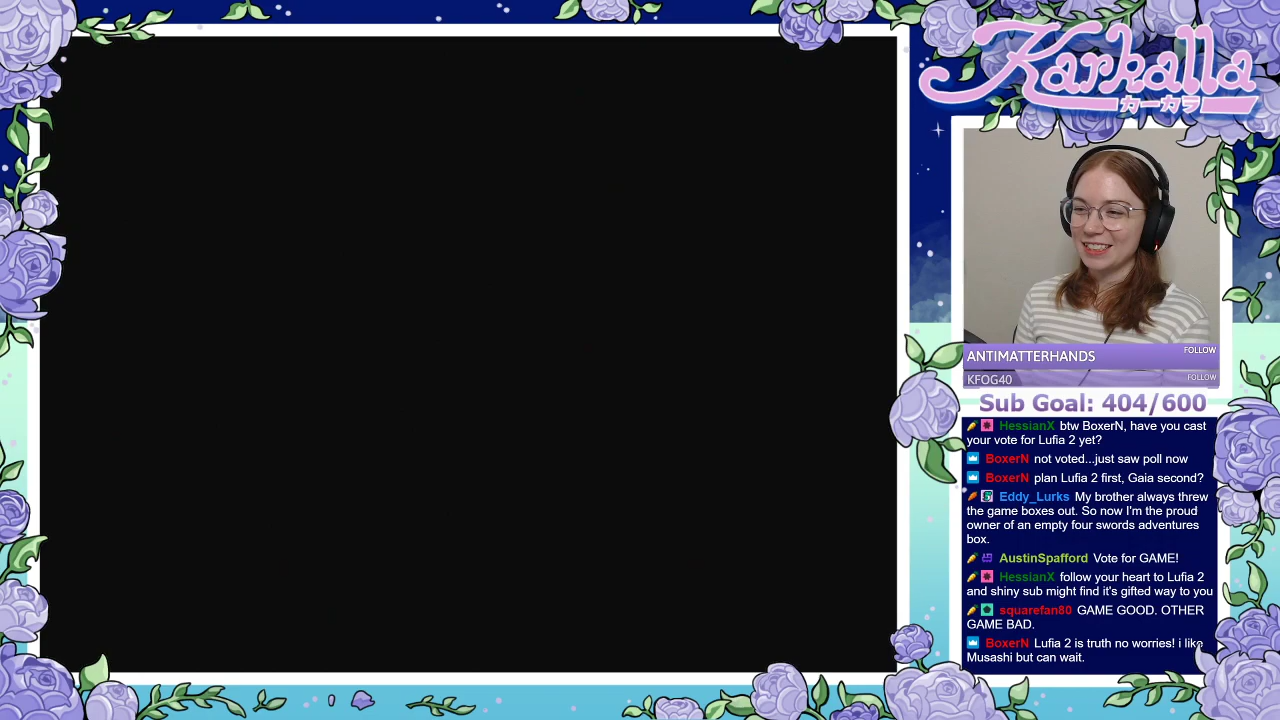 Karkalla
カーカラ
ANTIMATTERHANDS
FOLLOW
KFOG40
FOLLOW
Sub Goal: 404/600
HessianX btw BoxerN, have you cast
your vote for Lufia 2 yet?
BoxerN not voted...just saw poll now
BoxerN plan Lufia 2 first, Gaia second?
Eddy_Lurks My brother always threw
the game boxes out. So now I'm the proud
owner of an empty four swords adventures
box.
AustinSpafford Vote for GAME!
HessianX follow your heart to Lufia 2
and shiny sub might find it's gifted way to you
squarefan80 GAME GOOD. OTHER
GAME BAD.
BoxerN Lufia 2 is truth no worries! i like
Musashi but can wait.